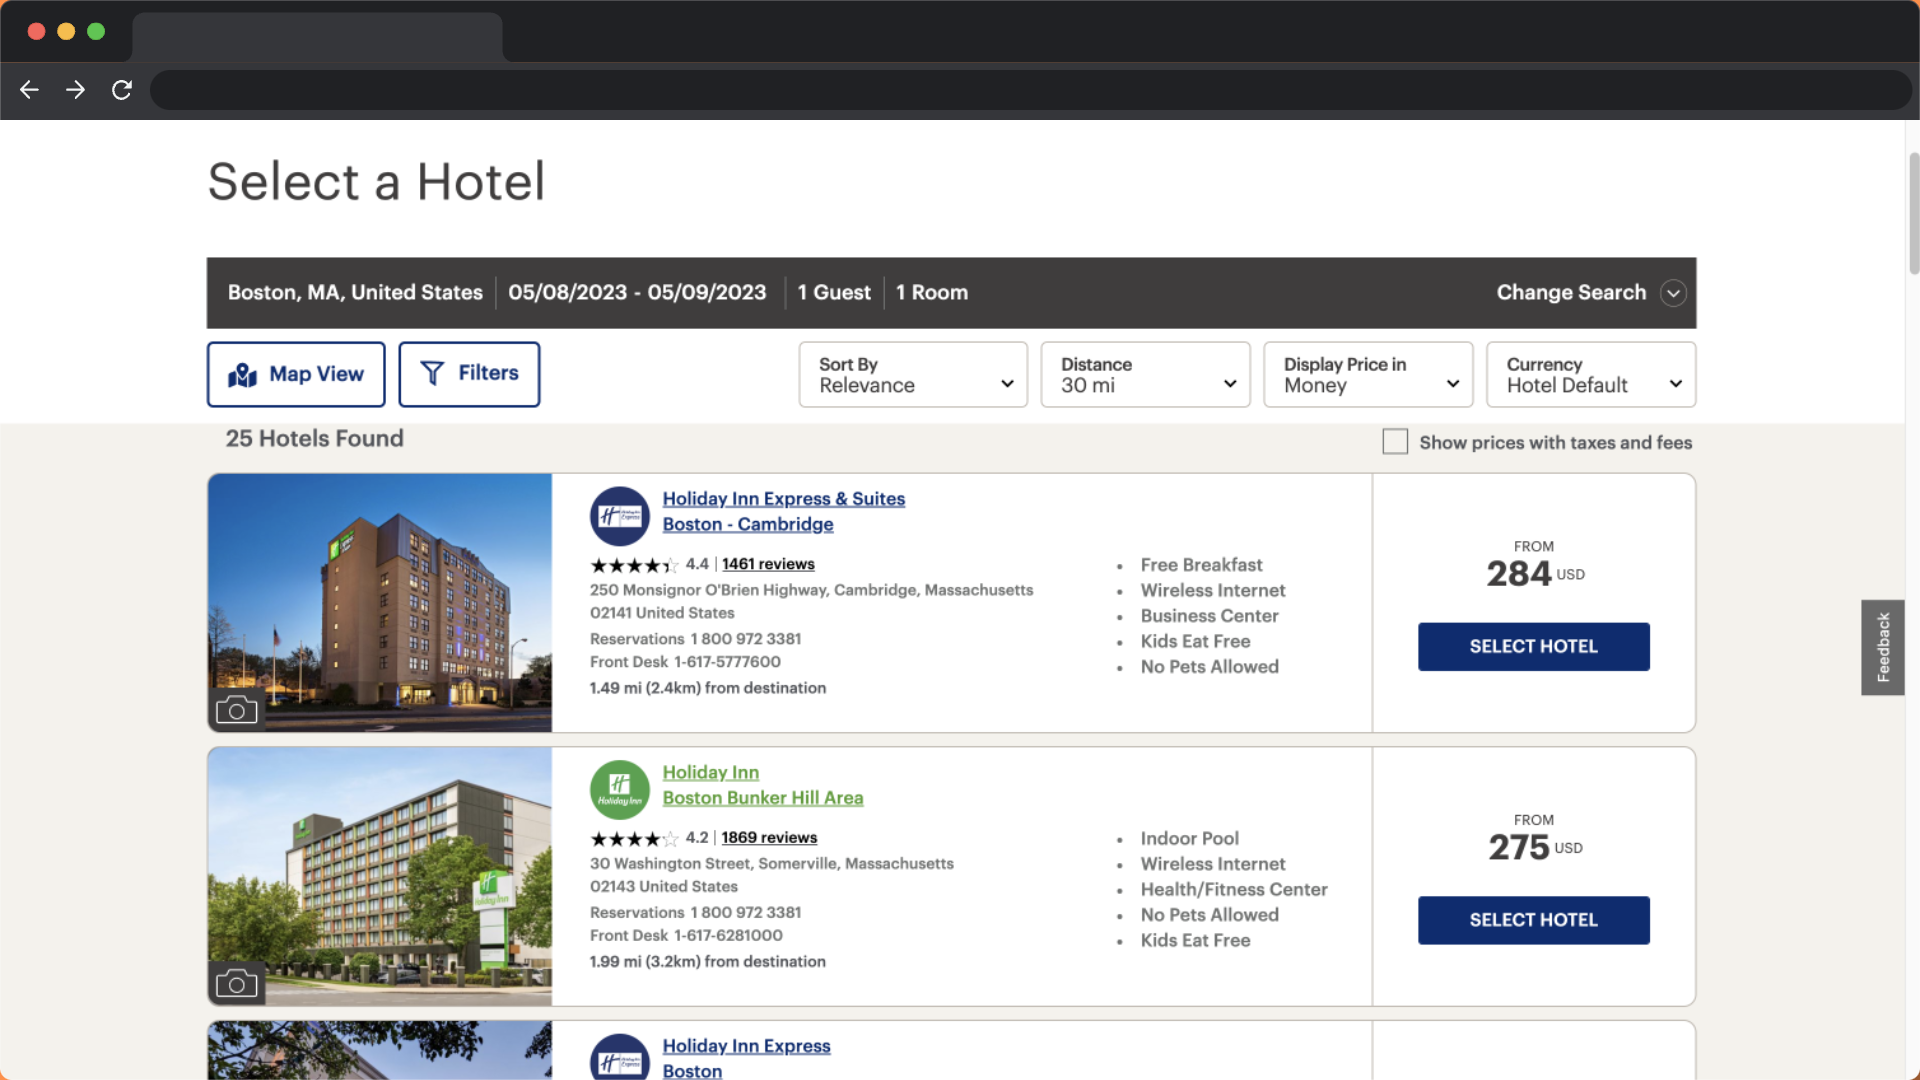 Select a Hotel
Boston, MA, United States 05/08/2023 - 05/09/2023 1 Guest 1 Room Change Search
Map View Filters
Sort By
Relevance
Distance
30 mi
Display Price in
Money
Currency
Hotel Default
25 Hotels Found
Show prices with taxes and fees
Holiday Inn Express & Suites
Boston - Cambridge
4.4 | 1461 reviews
250 Monsignor O'Brien Highway, Cambridge, Massachusetts
02141 United States
Reservations 1 800 972 3381
Front Desk 1-617-5777600
1.49 mi (2.4km) from destination
Free Breakfast
Wireless Internet
Business Center
Kids Eat Free
No Pets Allowed
FROM
284 USD
SELECT HOTEL
Feedback
Holiday Inn
Holiday Inn
Boston Bunker Hill Area
4.2 | 1869 reviews
30 Washington Street, Somerville, Massachusetts
02143 United States
Reservations 1 800 972 3381
Front Desk 1-617-6281000
1.99 mi (3.2km) from destination
Indoor Pool
Wireless Internet
Health/Fitness Center
No Pets Allowed
Kids Eat Free
FROM
275 USD
SELECT HOTEL
Holiday Inn Express
Boston